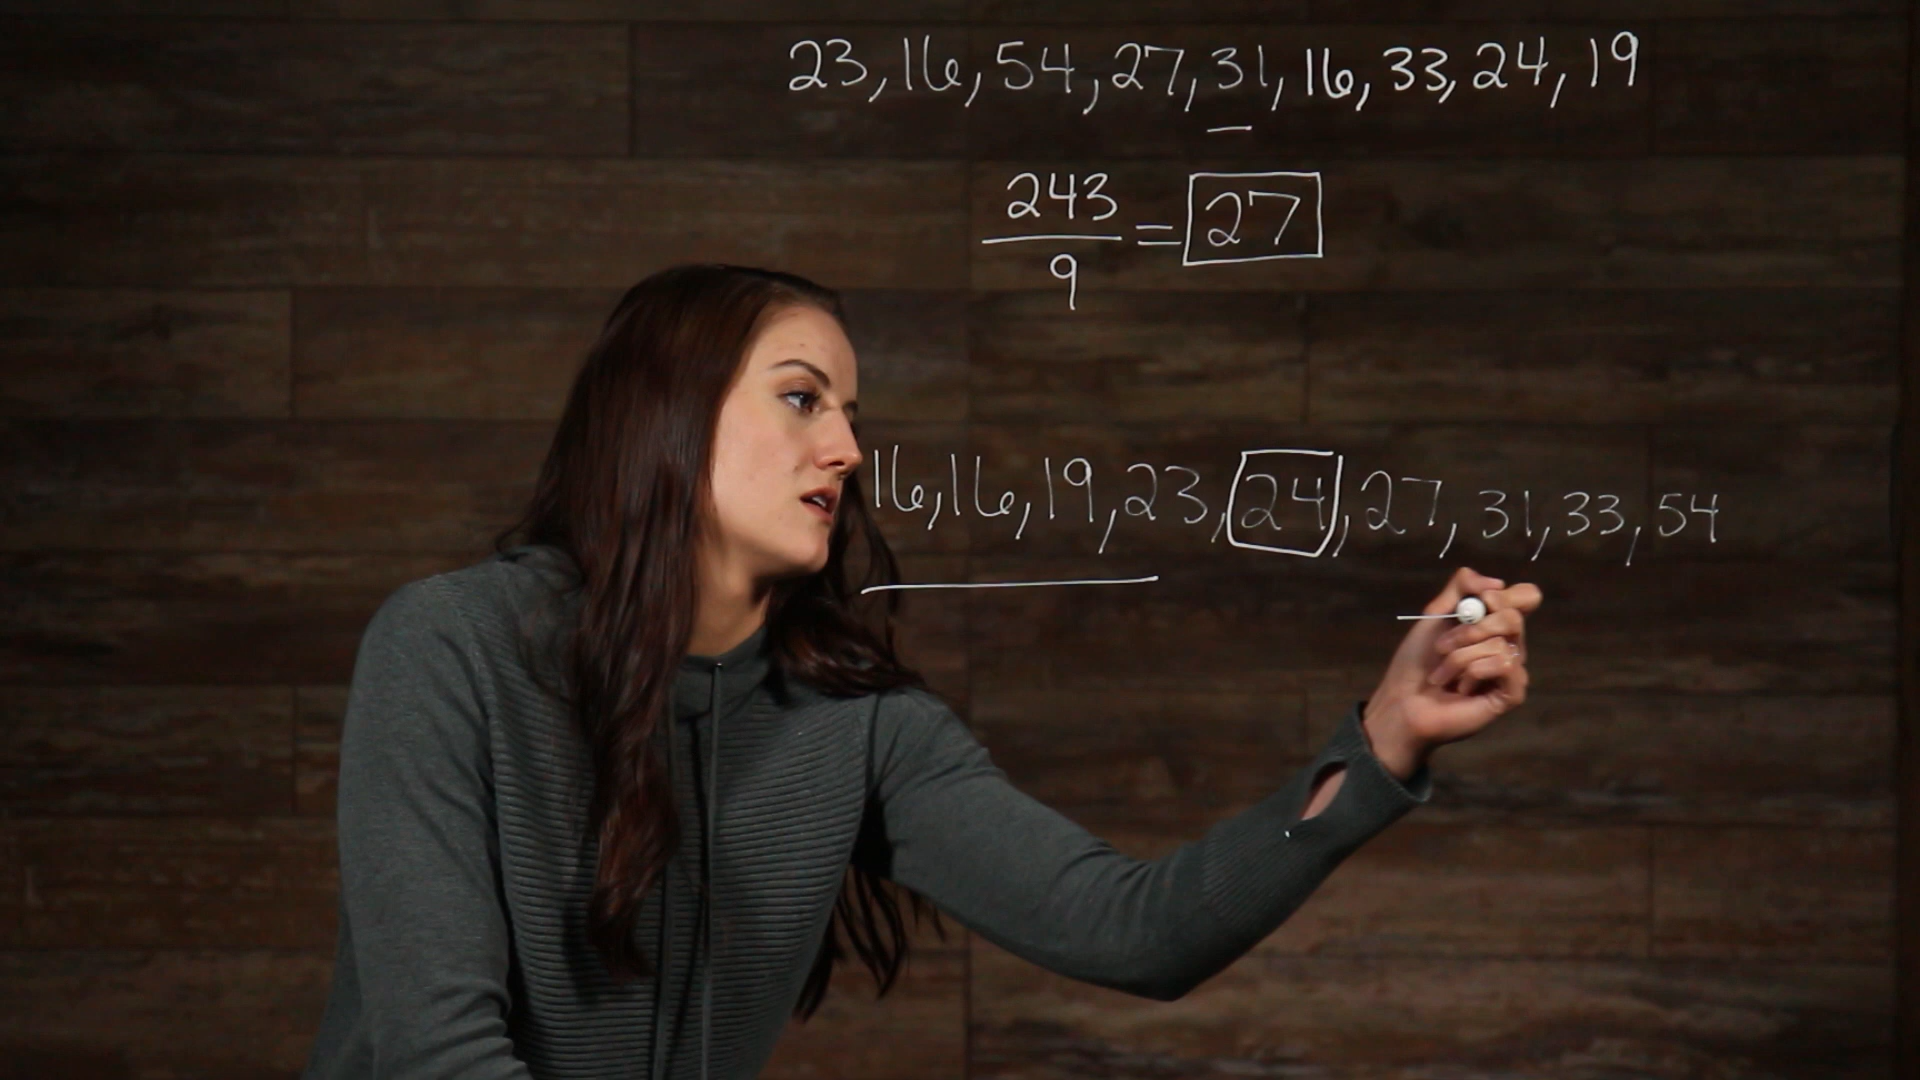 23, 16, 54, 27, 31, 16, 33, 24, 19
243
9
= 27
16, 16, 19, 23, 24, 27, 31, 33, 54